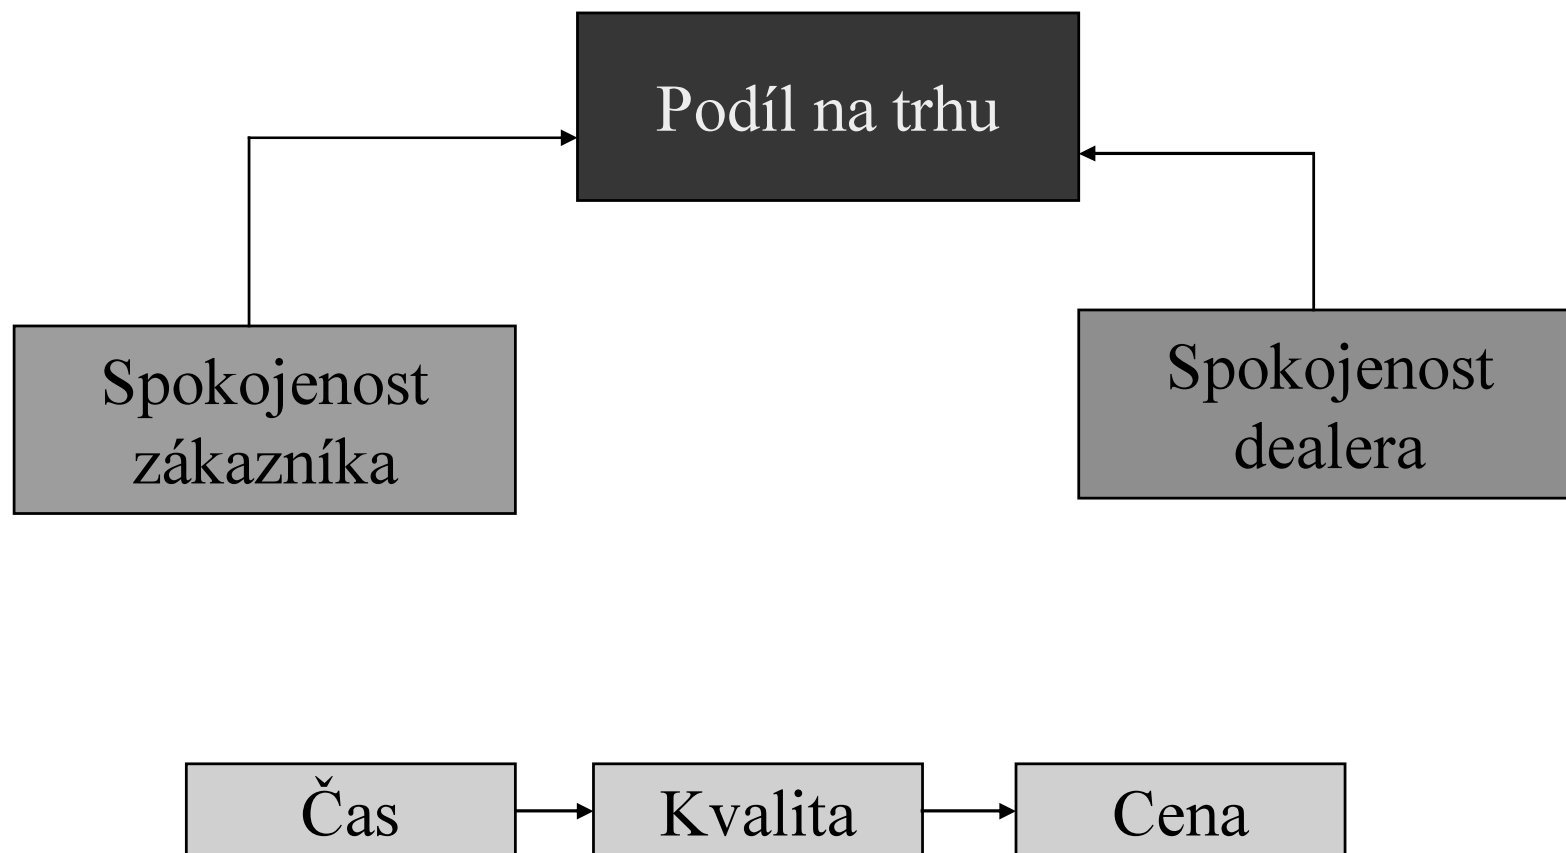 Podíl na trhu
Spokojenost
zákazníka
Spokojenost
dealera
Čas
Kvalita
Cena